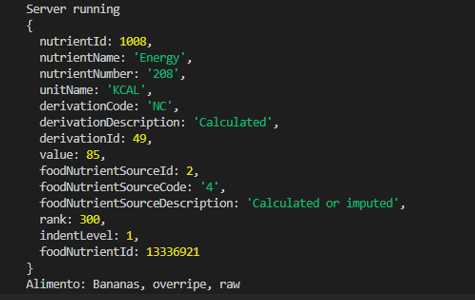 Server running
{
  nutrientId: 1008,
  nutrientName: 'Energy',
  nutrientNumber: '208',
  unitName: 'KCAL',
  derivationCode: 'NC',
  derivationDescription: 'Calculated',
  derivationId: 49,
  value: 85,
  foodNutrientSourceId: 2,
  foodNutrientSourceCode: '4',
  foodNutrientSourceDescription: 'Calculated or imputed',
  rank: 300,
  indentLevel: 1,
  foodNutrientId: 13336921
}
Alimento: Bananas, overripe, raw